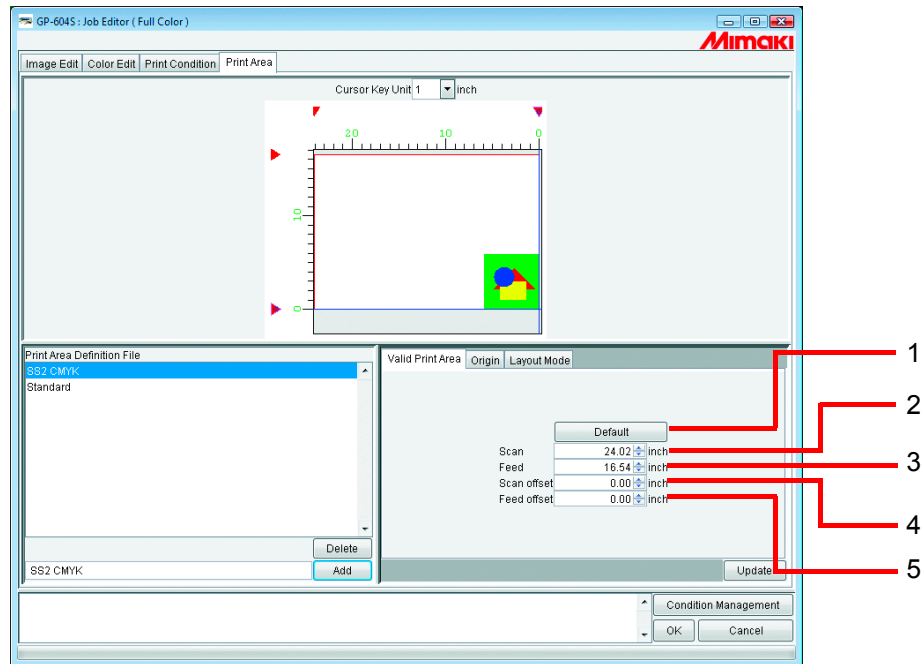 GP-604S : Job Editor ( Full Color )
Mimaki
Image Edit Color Edit Print Condition Print Area
Cursor Key Unit 1 inch
20 10 0
10
0
Print Area Definition File
SS2 CMYK
Standard
Delete
SS2 CMYK Add
Valid Print Area Origin Layout Mode
Default
Scan 24.02 inch
Feed 16.54 inch
Scan offset 0.00 inch
Feed offset 0.00 inch
Update
1
2
3
4
5
Condition Management
OK Cancel